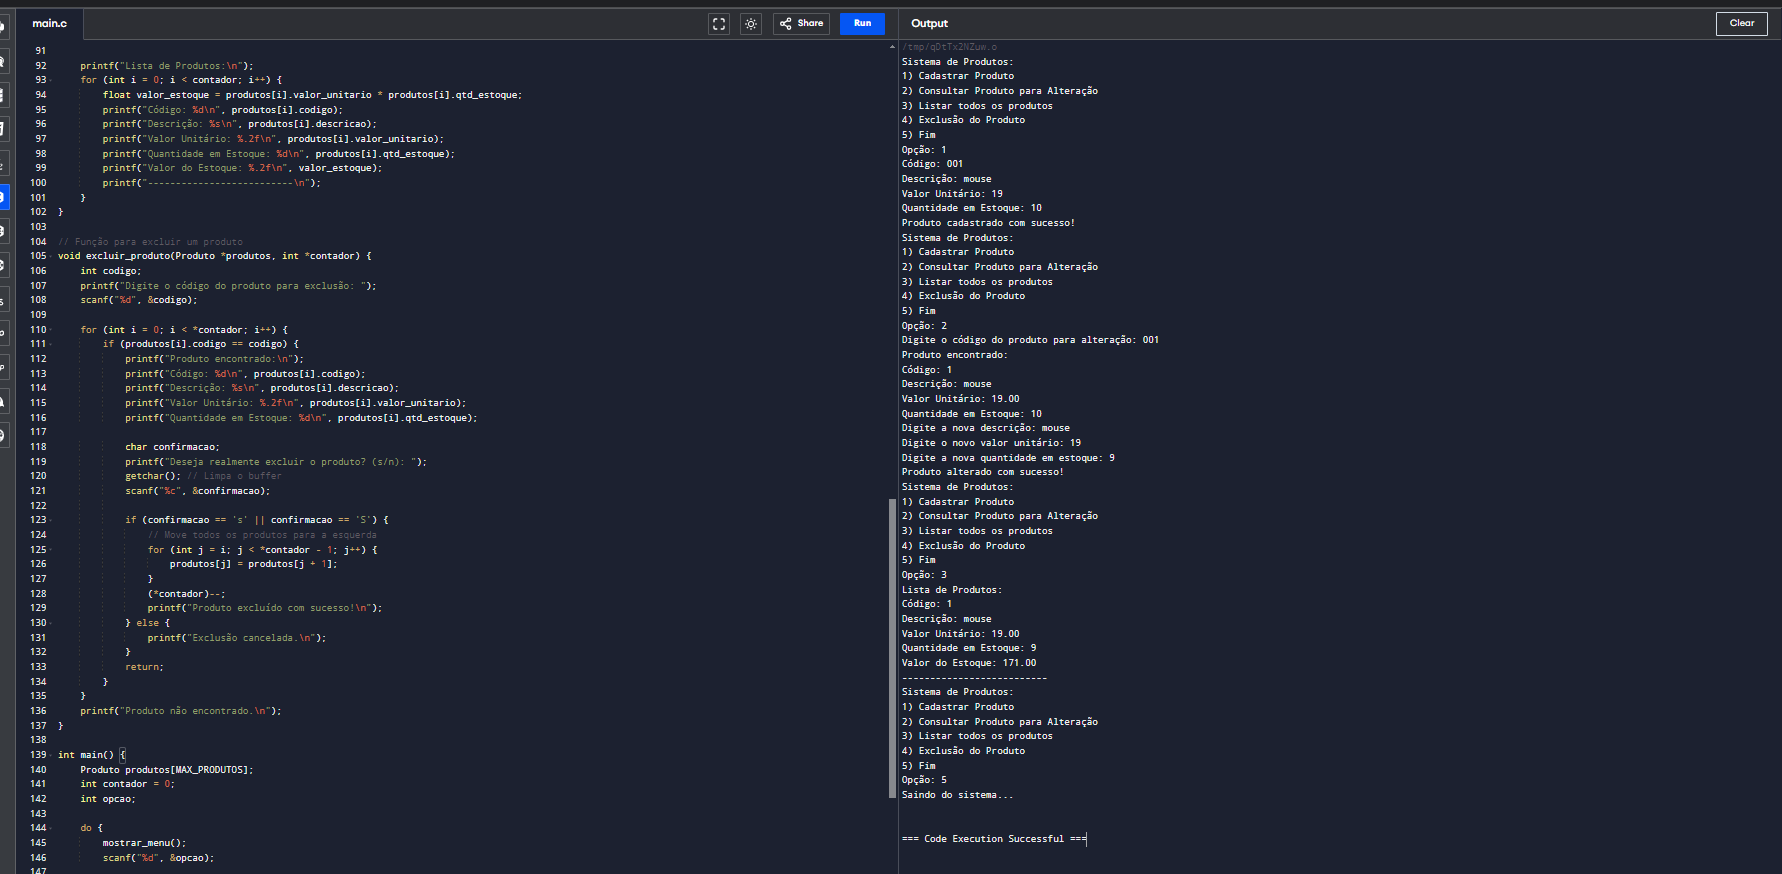 main.c
Share
Run
Output
Clear
91
92 printf("Lista de Produtos:\n");
93 for (int i = 0; i < contador; i++) {
94 float valor_estoque = produtos[i].valor_unitario * produtos[i].qtd_estoque;
95 printf("Código: %d\n", produtos[i].codigo);
96 printf("Descrição: %s\n", produtos[i].descricao);
97 printf("Valor Unitário: %.2f\n", produtos[i].valor_unitario);
98 printf("Quantidade em Estoque: %d\n", produtos[i].qtd_estoque);
99 printf("Valor do Estoque: %.2f\n", valor_estoque);
100 printf("--------------------------\n");
101 }
102 }
103
104 // Função para excluir um produto
105 void excluir_produto(Produto *produtos, int *contador) {
106 int codigo;
107 printf("Digite o código do produto para exclusão: ");
108 scanf("%d", &codigo);
109
110 for (int i = 0; i < *contador; i++) {
111 if (produtos[i].codigo == codigo) {
112 printf("Produto encontrado:\n");
113 printf("Código: %d\n", produtos[i].codigo);
114 printf("Descrição: %s\n", produtos[i].descricao);
115 printf("Valor Unitário: %.2f\n", produtos[i].valor_unitario);
116 printf("Quantidade em Estoque: %d\n", produtos[i].qtd_estoque);
117
118 char confirmacao;
119 printf("Deseja realmente excluir o produto? (s/n): ");
120 getchar(); // Limpa o buffer
121 scanf("%c", &confirmacao);
122
123 if (confirmacao == 's' || confirmacao == 'S') {
124 // Move todos os produtos para a esquerda
125 for (int j = i; j < *contador - 1; j++) {
126 produtos[j] = produtos[j + 1];
127 }
128 (*contador)--;
129 printf("Produto excluído com sucesso!\n");
130 } else {
131 printf("Exclusão cancelada.\n");
132 }
133 return;
134 }
135 }
136 printf("Produto não encontrado.\n");
137 }
138
139 int main() {
140 Produto produtos[MAX_PRODUTOS];
141 int contador = 0;
142 int opcao;
143
144 do {
145 mostrar_menu();
146 scanf("%d", &opcao);
147
/tmp/qDtTx2NZuw.o
Sistema de Produtos:
1) Cadastrar Produto
2) Consultar Produto para Alteração
3) Listar todos os produtos
4) Exclusão do Produto
5) Fim
Opção: 1
Código: 001
Descrição: mouse
Valor Unitário: 19
Quantidade em Estoque: 10
Produto cadastrado com sucesso!
Sistema de Produtos:
1) Cadastrar Produto
2) Consultar Produto para Alteração
3) Listar todos os produtos
4) Exclusão do Produto
5) Fim
Opção: 2
Digite o código do produto para alteração: 001
Produto encontrado:
Código: 1
Descrição: mouse
Valor Unitário: 19.00
Quantidade em Estoque: 10
Digite a nova descrição: mouse
Digite o novo valor unitário: 19
Digite a nova quantidade em estoque: 9
Produto alterado com sucesso!
Sistema de Produtos:
1) Cadastrar Produto
2) Consultar Produto para Alteração
3) Listar todos os produtos
4) Exclusão do Produto
5) Fim
Opção: 3
Lista de Produtos:
Código: 1
Descrição: mouse
Valor Unitário: 19.00
Quantidade em Estoque: 9
Valor do Estoque: 171.00
--------------------------
Sistema de Produtos:
1) Cadastrar Produto
2) Consultar Produto para Alteração
3) Listar todos os produtos
4) Exclusão do Produto
5) Fim
Opção: 5
Saindo do sistema...
=== Code Execution Successful ===